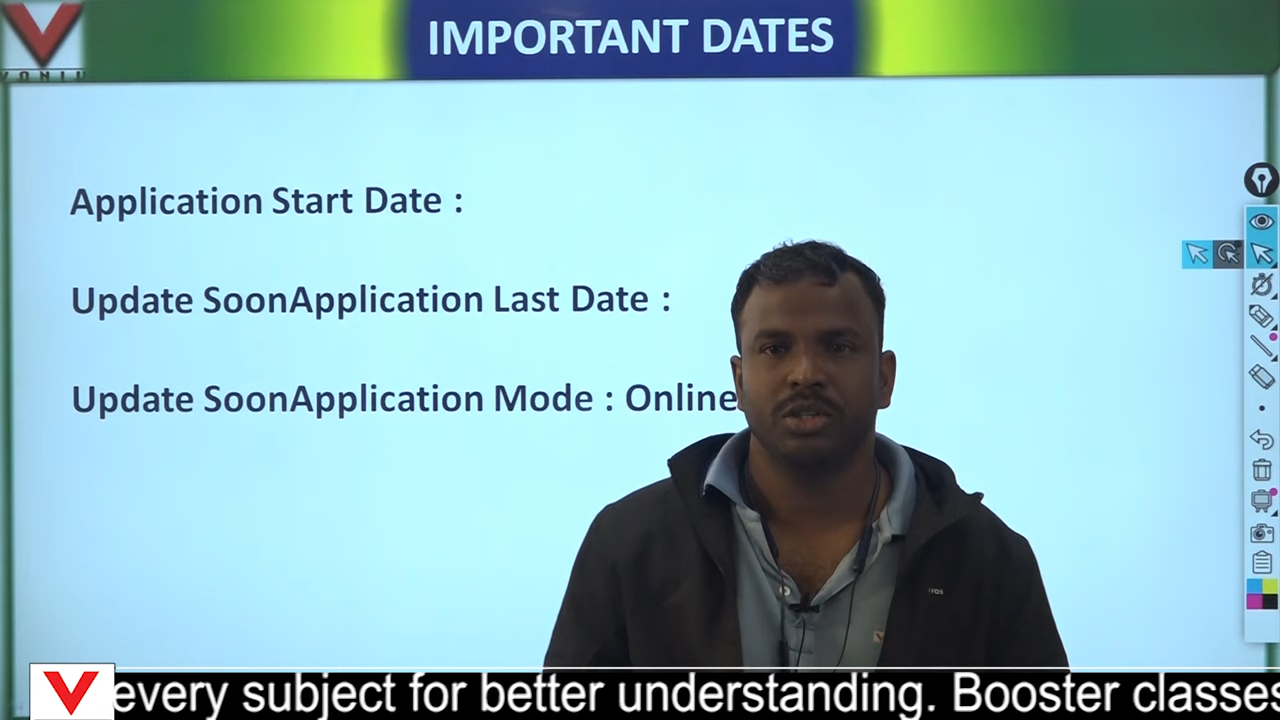 IMPORTANT DATES
Application Start Date :
Update SoonApplication Last Date :
Update SoonApplication Mode : Online
every subject for better understanding. Booster classes